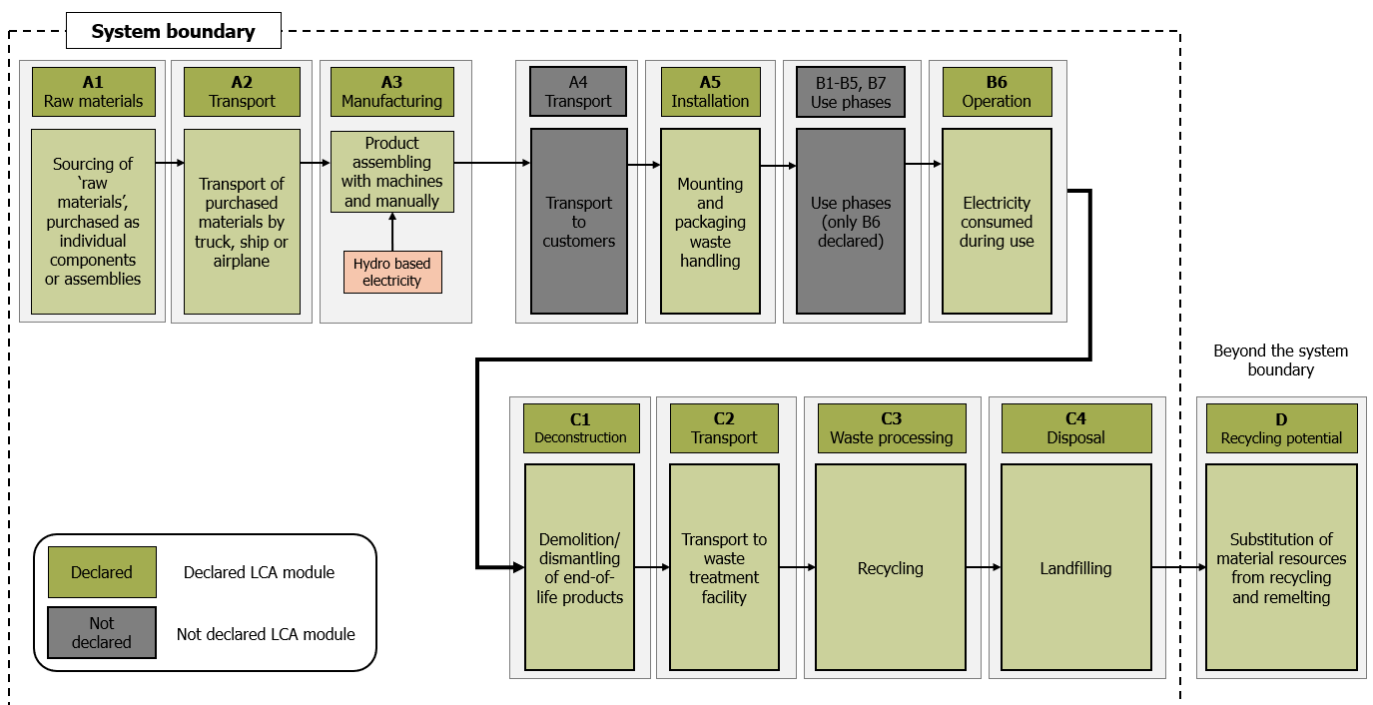 System boundary
A1
Raw materials
Sourcing of
‘raw
materials’,
purchased as
individual
components
or assemblies
A2
Transport
Transport of
purchased
materials by
truck, ship or
airplane
A3
Manufacturing
Product
assembling
with machines
and manually
Hydro based
electricity
A4
Transport
Transport
to
customers
A5
Installation
Mounting
and
packaging
waste
handling
B1-B5, B7
Use phases
Use phases
(only B6
declared)
B6
Operation
Electricity
consumed
during use
Beyond the system
boundary
C1
Deconstruction
Demolition/
dismantling
of end-of-
life products
C2
Transport
Transport to
waste
treatment
facility
C3
Waste processing
Recycling
C4
Disposal
Landfilling
D
Recycling potential
Substitution of
material resources
from recycling
and remelting
Declared
Declared LCA module
Not
declared
Not declared LCA module